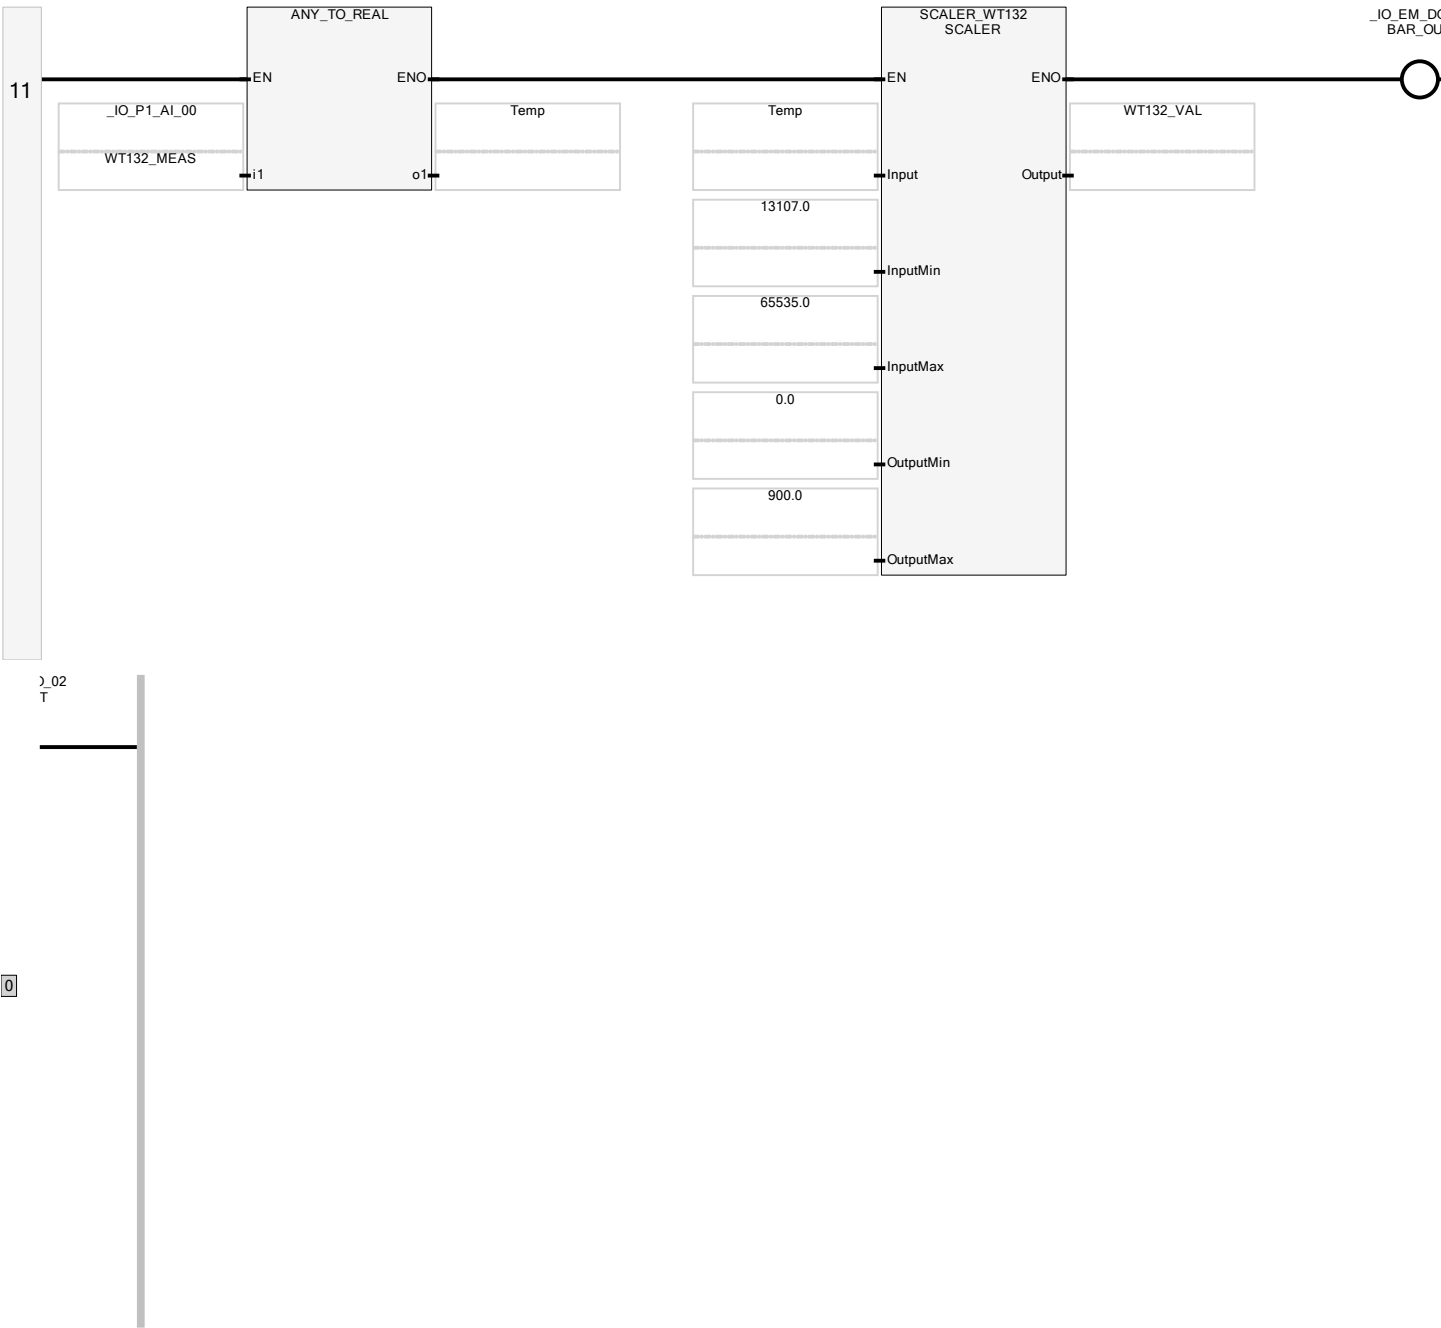 ANY_TO_REAL
SCALER_WT132
SCALER
_IO_EM_DO
BAR_OU
11
EN
ENO
EN
ENO
_IO_P1_AI_00
Temp
Temp
WT132_VAL
WT132_MEAS
i1
o1
Input
Output
13107.0
InputMin
65535.0
InputMax
0.0
OutputMin
900.0
OutputMax
_02
T
0